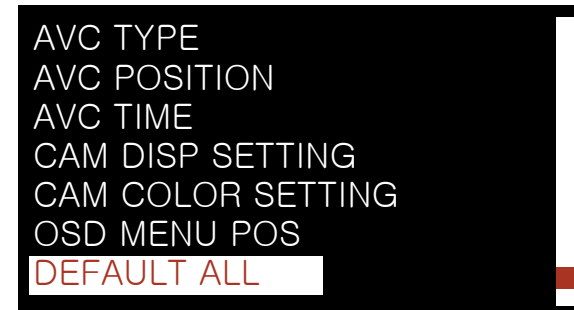 AVC TYPE
AVC POSITION
AVC TIME
CAM DISP SETTING
CAM COLOR SETTING
OSD MENU POS
DEFAULT ALL